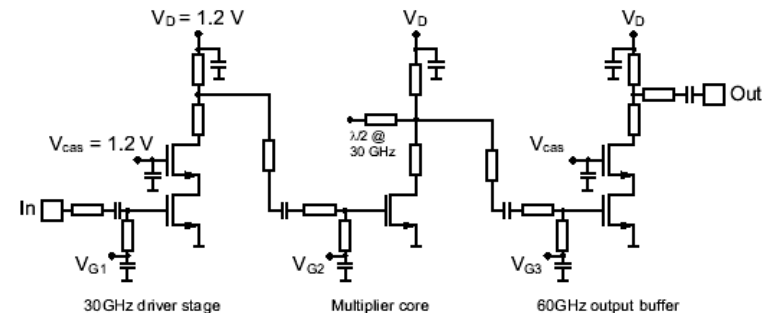 V_D = 1.2 V
V_D
V_D
Out
λ/2 @
30 GHz
V_cas = 1.2 V
V_cas
In
V_G1
V_G2
V_G3
30GHz driver stage
Multiplier core
60GHz output buffer